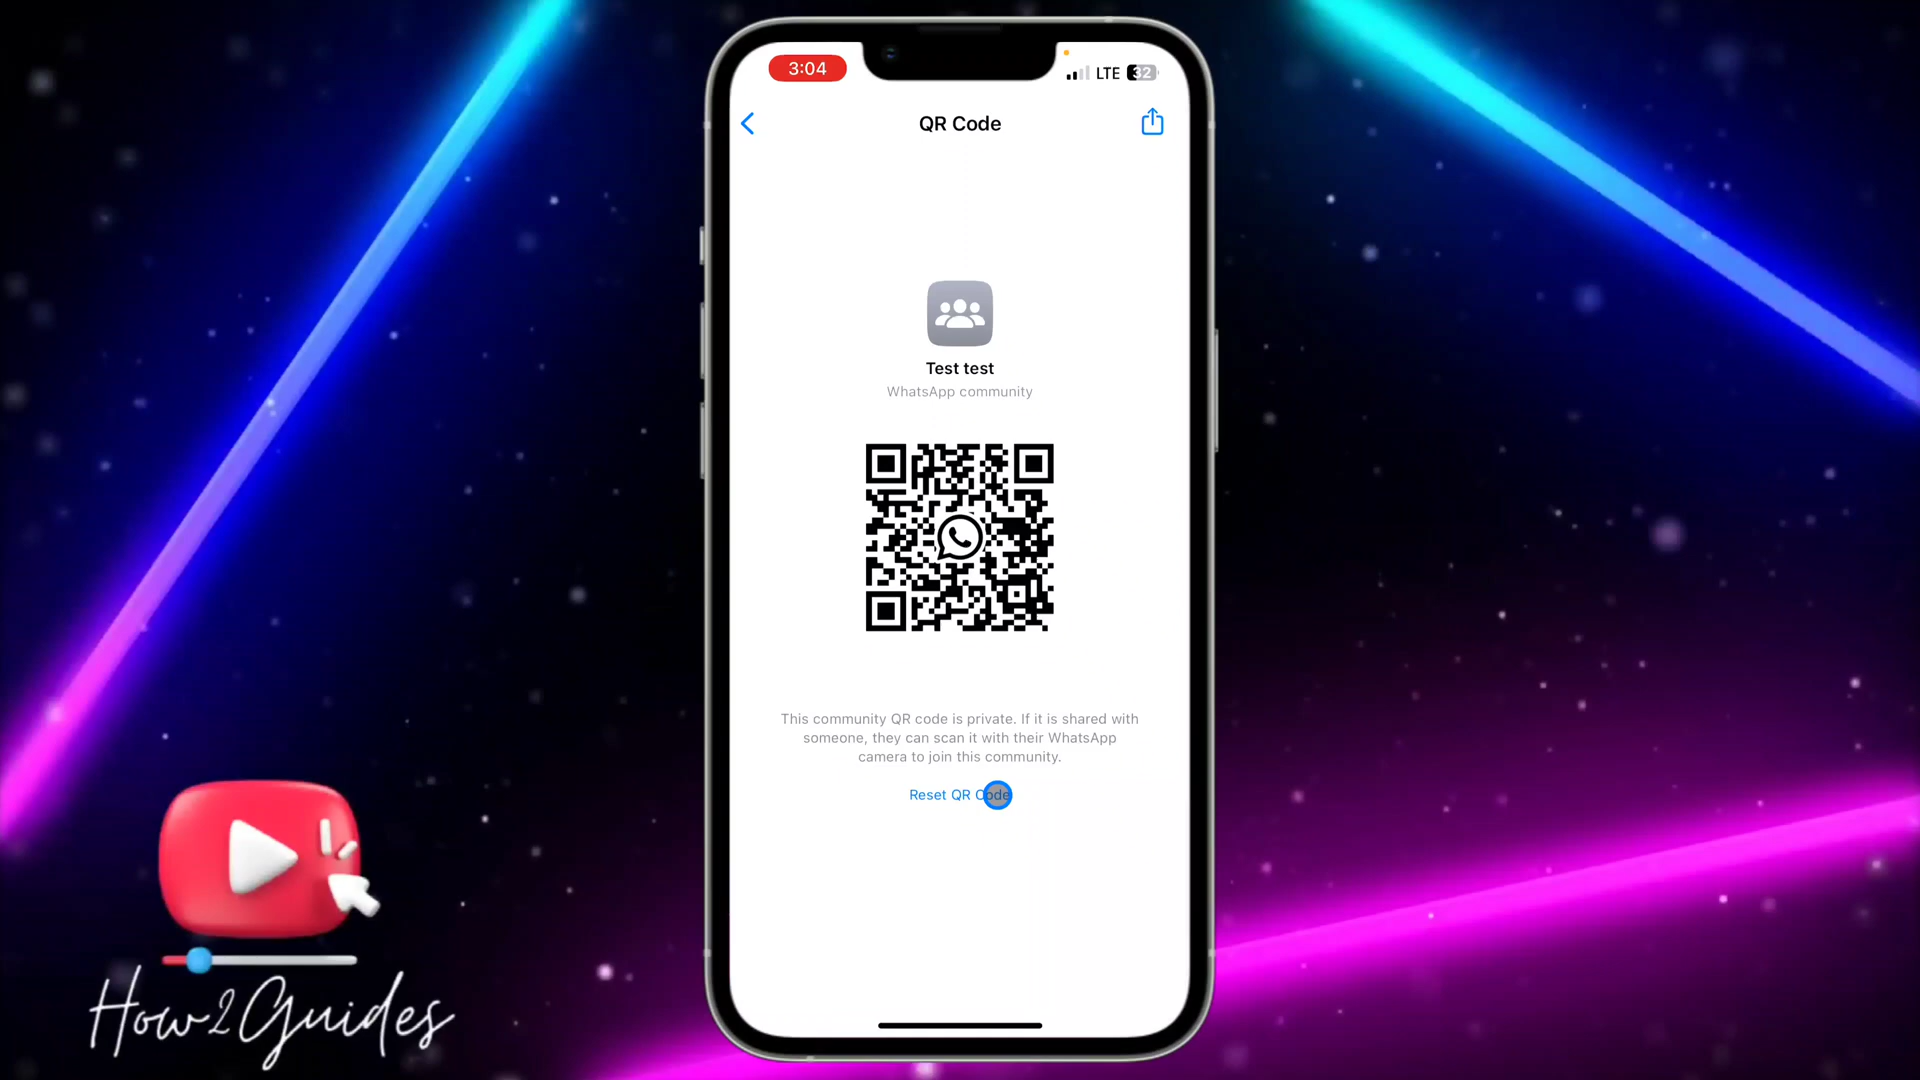 3:04
LTE
32
QR Code
Test test
WhatsApp community
This community QR code is private. If it is shared with
someone, they can scan it with their WhatsApp
camera to join this community.
Reset QR Code
How2Guides